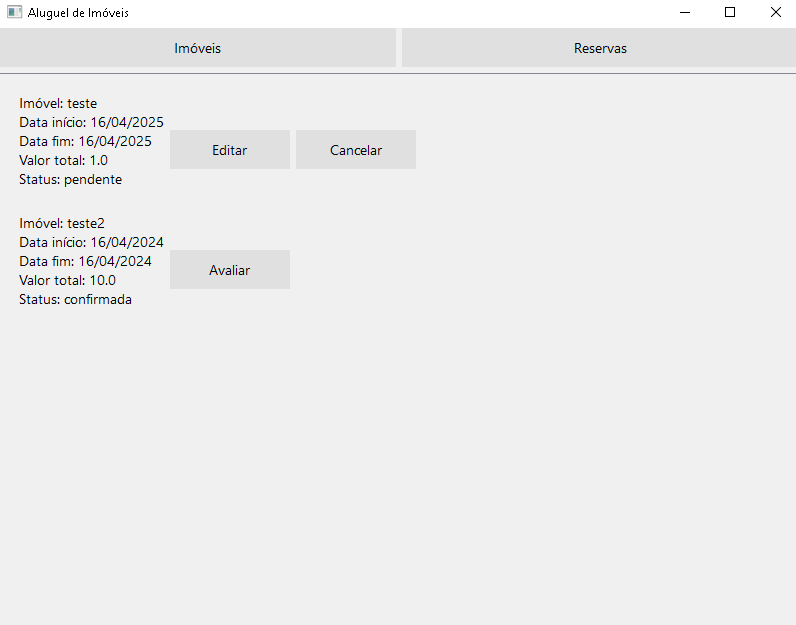 Aluguel de Imóveis
Imóveis
Reservas
Imóvel: teste
Data início: 16/04/2025
Data fim: 16/04/2025
Valor total: 1.0
Status: pendente
Editar
Cancelar
Imóvel: teste2
Data início: 16/04/2024
Data fim: 16/04/2024
Valor total: 10.0
Status: confirmada
Avaliar